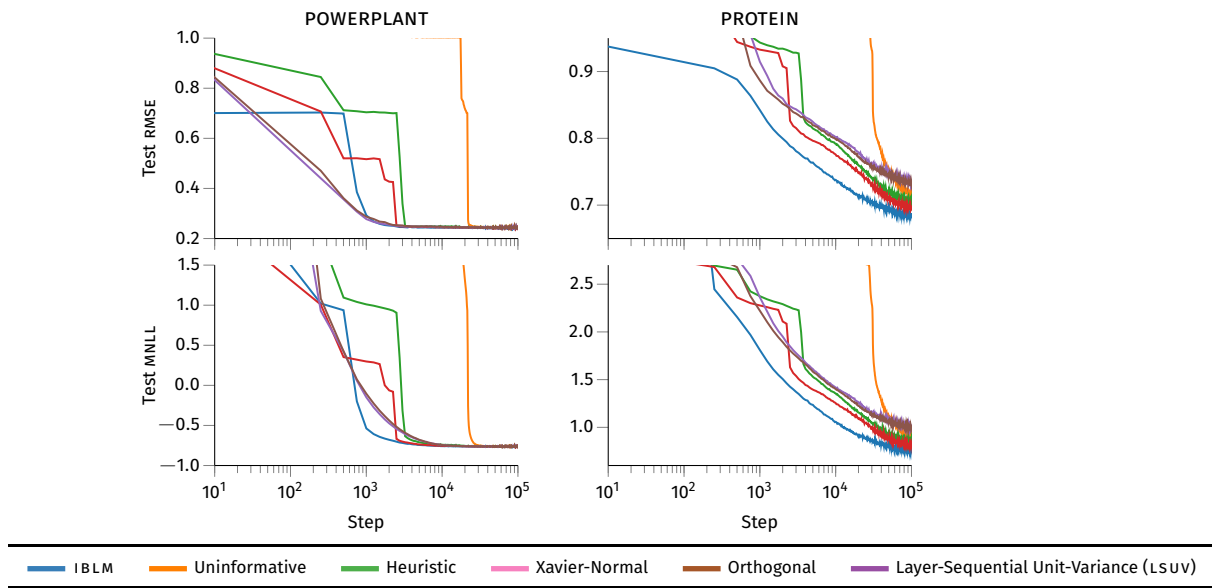 POWERPLANT
PROTEIN
1.0
0.8
0.6
0.4
0.2
Test RMSE
0.9
0.8
0.7
1.5
1.0
0.5
0.0
−0.5
−1.0
Test MNLL
2.5
2.0
1.5
1.0
10¹ 10² 10³ 10⁴ 10⁵
10¹ 10² 10³ 10⁴ 10⁵
Step
Step
IBLM Uninformative Heuristic Xavier-Normal Orthogonal Layer-Sequential Unit-Variance (LSUV)